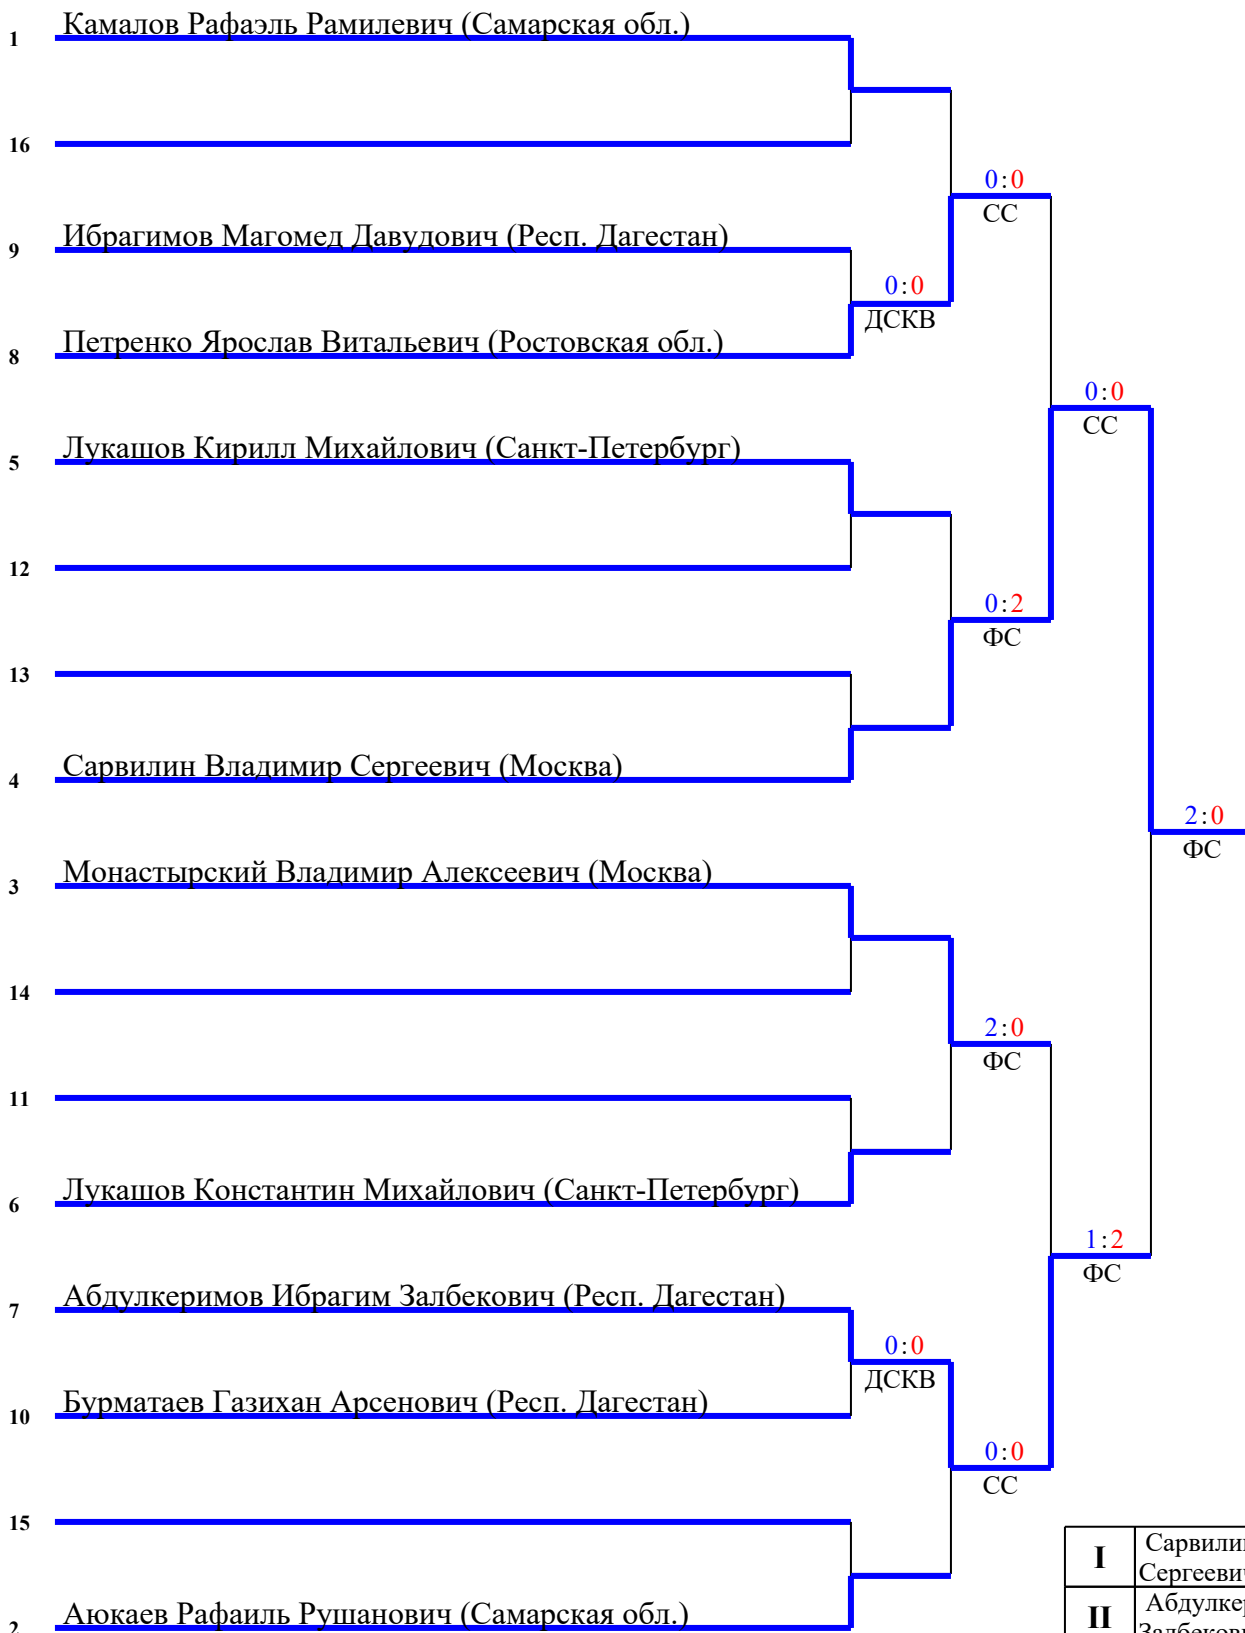 Камалов Рафаэль Рамилевич (Самарская обл.)
1
16
0:0
СС
Ибрагимов Магомед Давудович (Респ. Дагестан)
9
0:0
ДСКВ
Петренко Ярослав Витальевич (Ростовская обл.)
8
0:0
СС
Лукашов Кирилл Михайлович (Санкт-Петербург)
5
12
0:2
ФС
13
Сарвилин Владимир Сергеевич (Москва)
4
2:0
ФС
Монастырский Владимир Алексеевич (Москва)
3
14
2:0
ФС
11
Лукашов Константин Михайлович (Санкт-Петербург)
6
1:2
ФС
Абдулкеримов Ибрагим Залбекович (Респ. Дагестан)
7
0:0
ДСКВ
Бурматаев Газихан Арсенович (Респ. Дагестан)
10
0:0
СС
15
I
Сарвилин
Сергеевич
Аюкаев Рафаиль Рушанович (Самарская обл.)
2
II